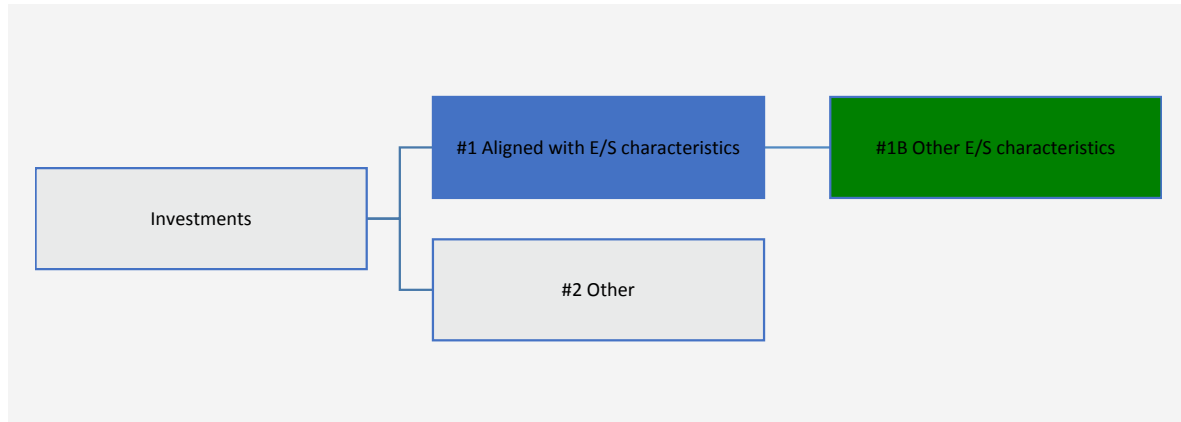 #1 Aligned with E/S characteristics
#1B Other E/S characteristics
Investments
#2 Other